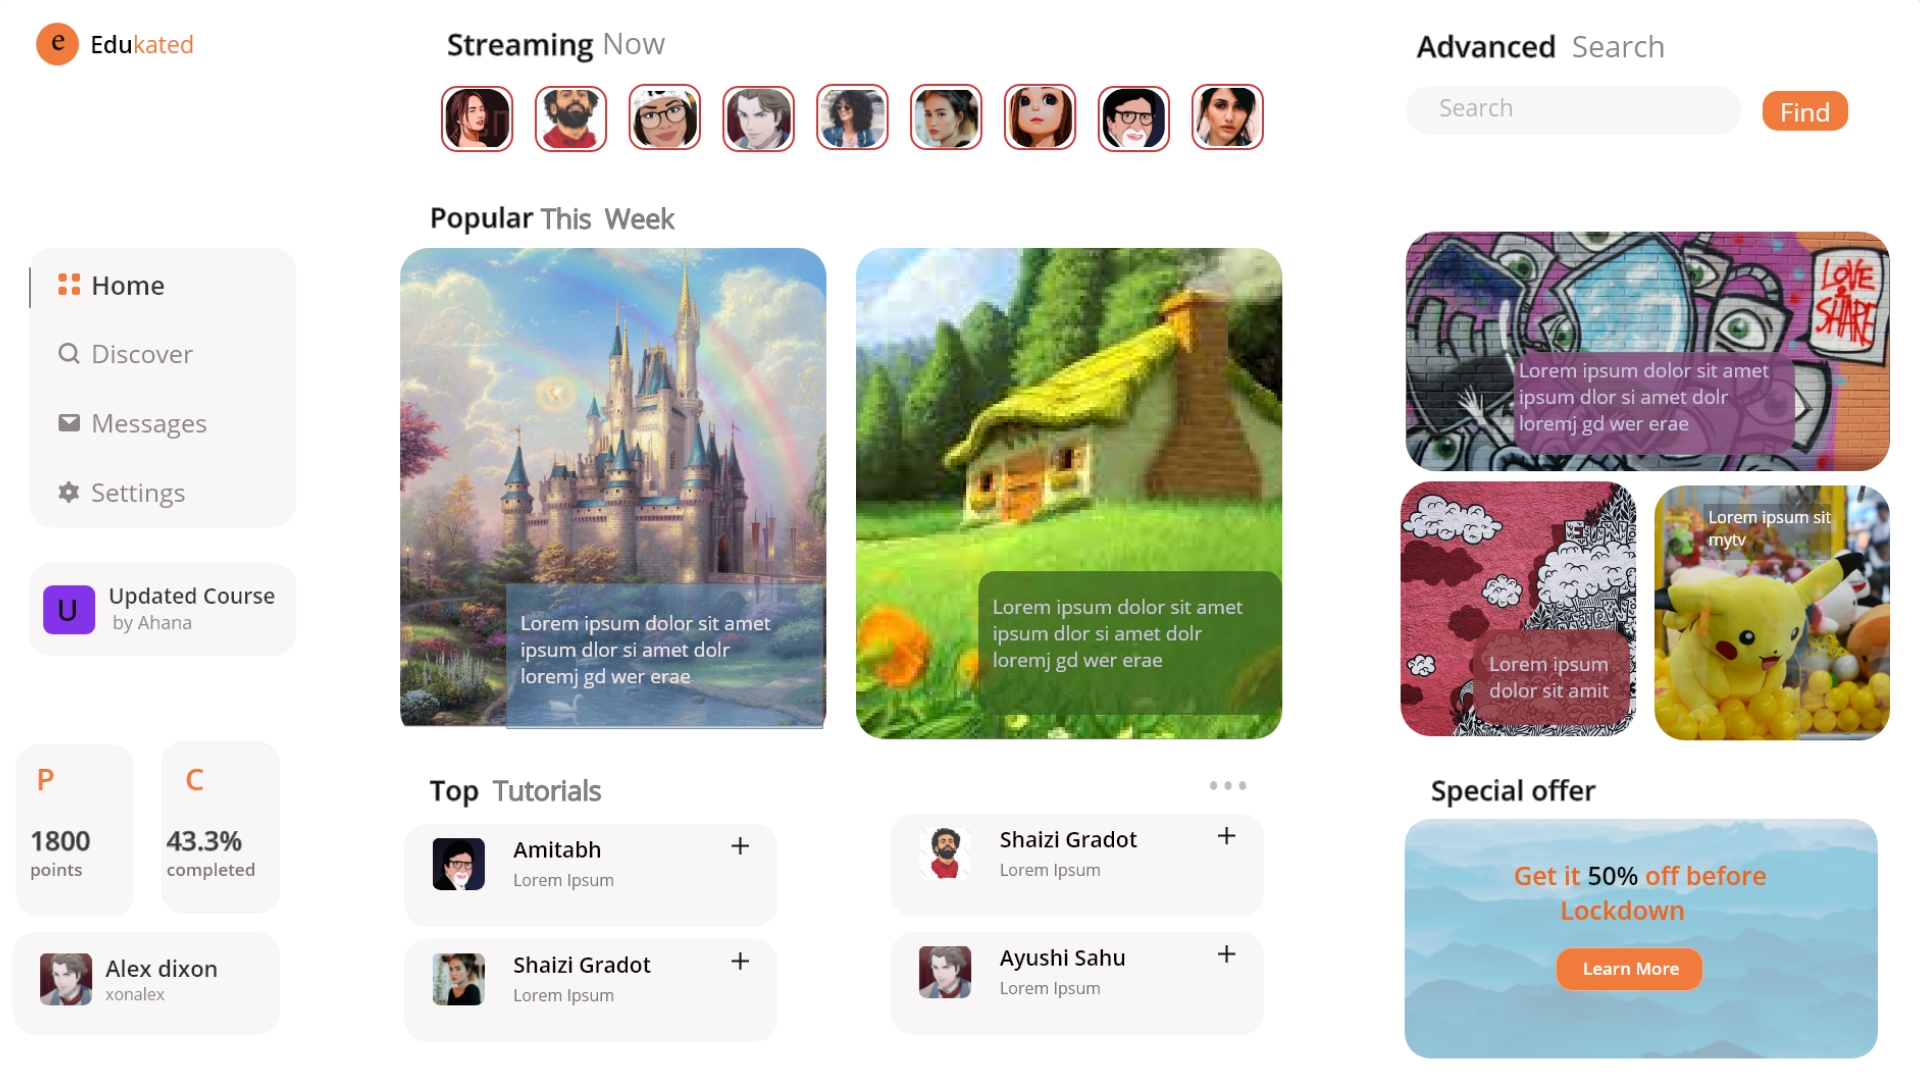 e Edukated
Home
Discover
Messages
Settings
U
Updated Course
by Ahana
P
1800
points
C
43.3%
completed
Alex dixon
xonalex
Streaming Now
Popular This Week
Lorem ipsum dolor sit amet
ipsum dlor si amet dolr
loremj gd wer erae
Lorem ipsum dolor sit amet
ipsum dlor si amet dolr
loremj gd wer erae
Top Tutorials
Amitabh
Lorem Ipsum
+
Shaizi Gradot
Lorem Ipsum
+
Shaizi Gradot
Lorem Ipsum
+
Ayushi Sahu
Lorem Ipsum
+
Advanced Search
Search
Find
LOVE
&
SHARE
Lorem ipsum dolor sit amet
ipsum dlor si amet dolr
loremj gd wer erae
Lorem ipsum
dolor sit amit
Lorem ipsum sit
mytv
Special offer
Get it 50% off before
Lockdown
Learn More